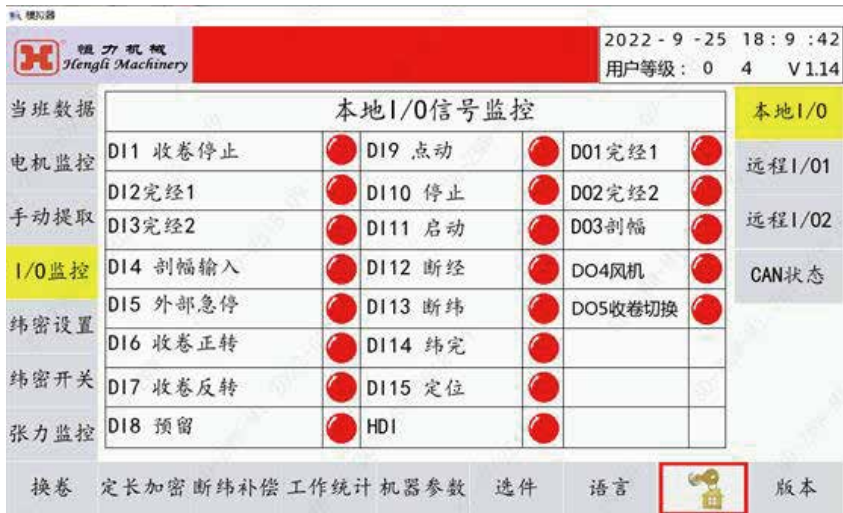 模拟器
恒力机械
Hengli Machinery
2022 - 9 -25 18 : 9 :42
用户等级: 0 4 V 1.14
当班数据
电机监控
手动提取
I/O监控
纬密设置
纬密开关
张力监控
本地I/O信号监控
DI1 收卷停止 DI9 点动 DO1完经1
DI2完经1 DI10 停止 DO2完经2
DI3完经2 DI11 启动 DO3剖幅
DI4 剖幅输入 DI12 断经 DO4风机
DI5 外部急停 DI13 断纬 DO5收卷切换
DI6 收卷正转 DI14 纬完
DI7 收卷反转 DI15 定位
DI8 预留 HDI
本地I/O
远程I/O1
远程I/O2
CAN状态
换卷 定长加密 断纬补偿 工作统计 机器参数 选件 语言 版本